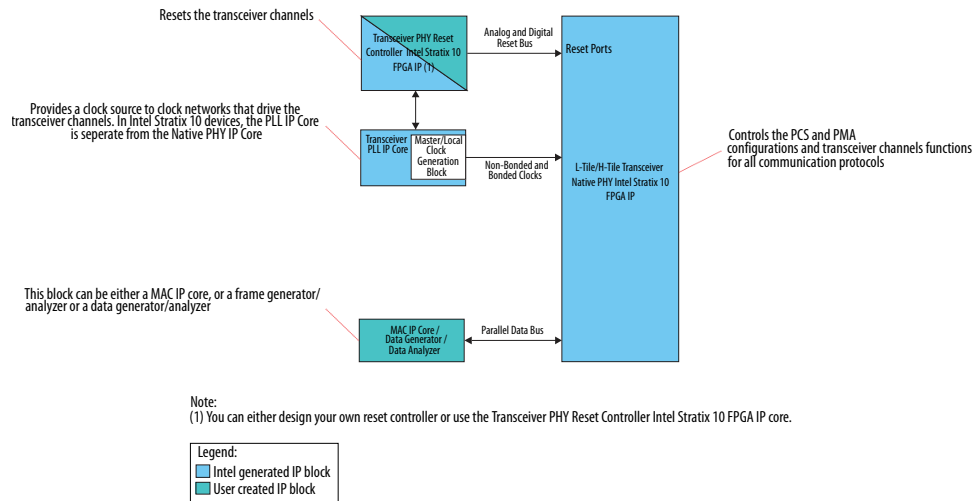 Resets the transceiver channels
Transceiver PHY Reset
Controller Intel Stratix 10
FPGA IP (1)
Analog and Digital
Reset Bus
Reset Ports
Provides a clock source to clock networks that drive the
transceiver channels. In Intel Stratix 10 devices, the PLL IP Core
is seperate from the Native PHY IP Core
Transceiver
PLL IP Core
Master/Local
Clock
Generation
Block
Non-Bonded and
Bonded Clocks
L-Tile/H-Tile Transceiver
Native PHY Intel Stratix 10
FPGA IP
Controls the PCS and PMA
configurations and transceiver channels functions
for all communication protocols
This block can be either a MAC IP core, or a frame generator/
analyzer or a data generator/analyzer
MAC IP Core /
Data Generator /
Data Analyzer
Parallel Data Bus
Note:
(1) You can either design your own reset controller or use the Transceiver PHY Reset Controller Intel Stratix 10 FPGA IP core.
Legend:
Intel generated IP block
User created IP block